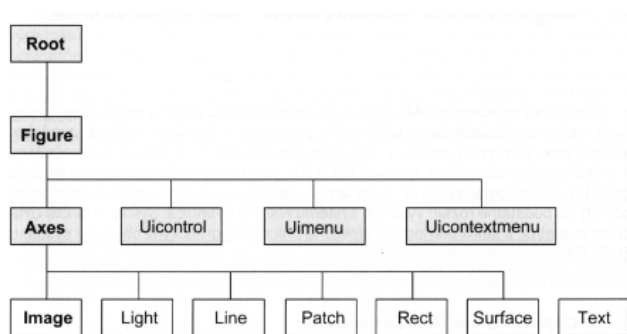 Root
Figure
Axes Uicontrol Uimenu Uicontextmenu
Image Light Line Patch Rect Surface Text